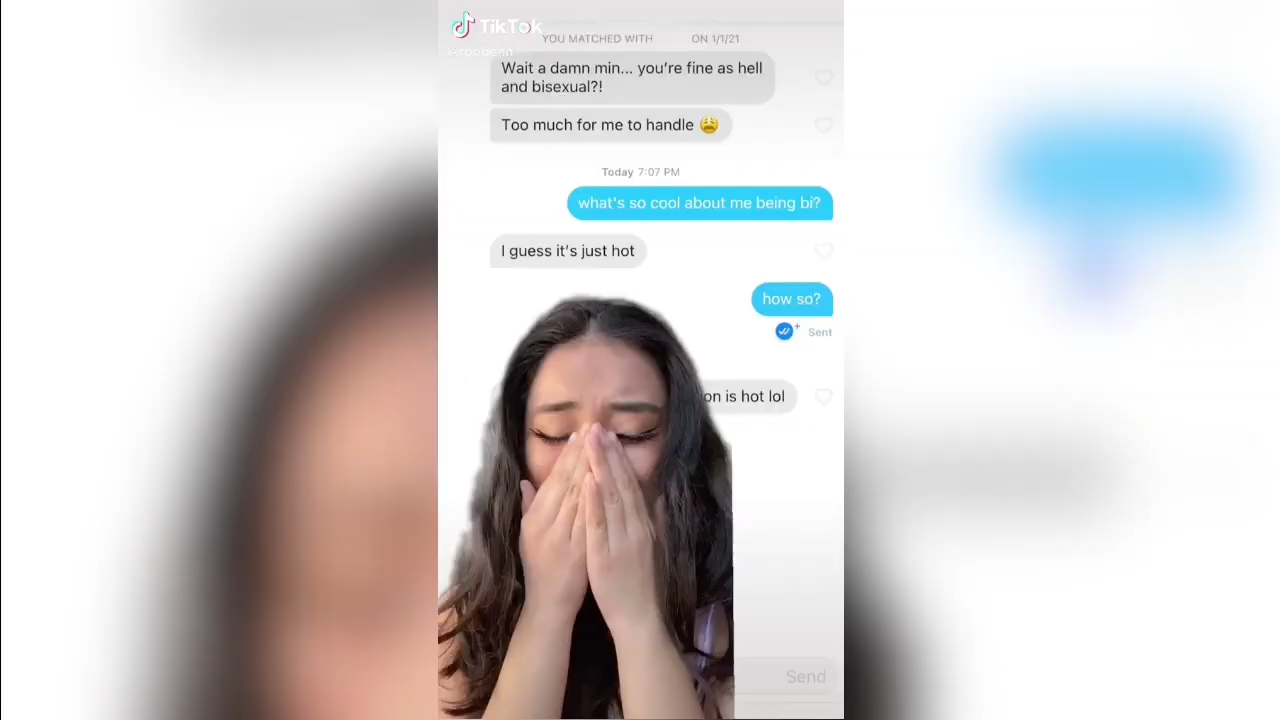 TikTok
YOU MATCHED WITH ON 1/1/21
Wait a damn min... you're fine as hell
and bisexual?!
Too much for me to handle 😩
Today 7:07 PM
what's so cool about me being bi?
I guess it's just hot
how so?
Sent
on is hot lol
Send